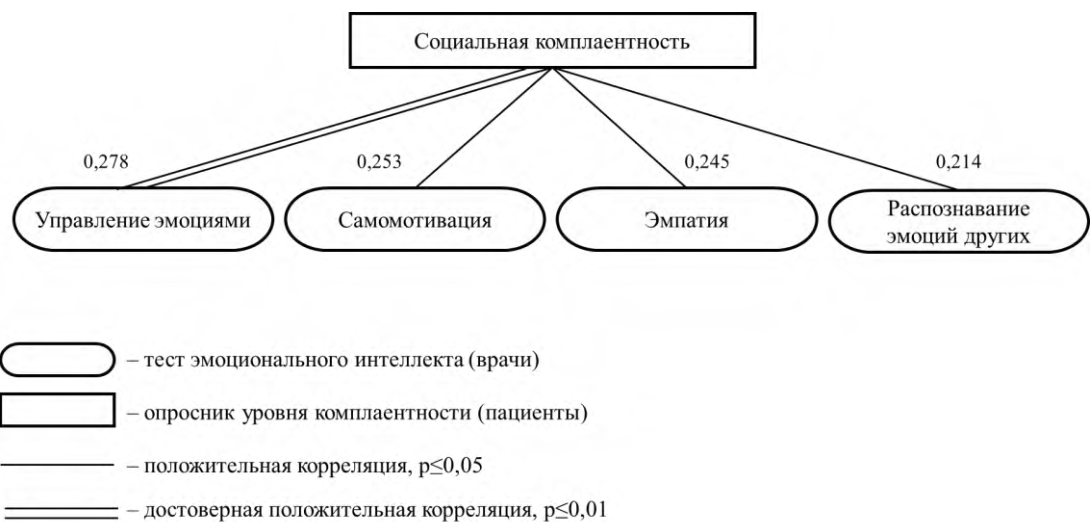 Социальная комплаентность
0,278
0,253
0,245
0,214
Управление эмоциями
Самомотивация
Эмпатия
Распознавание
эмоций других
– тест эмоционального интеллекта (врачи)
– опросник уровня комплаентности (пациенты)
– положительная корреляция, p≤0,05
– достоверная положительная корреляция, p≤0,01